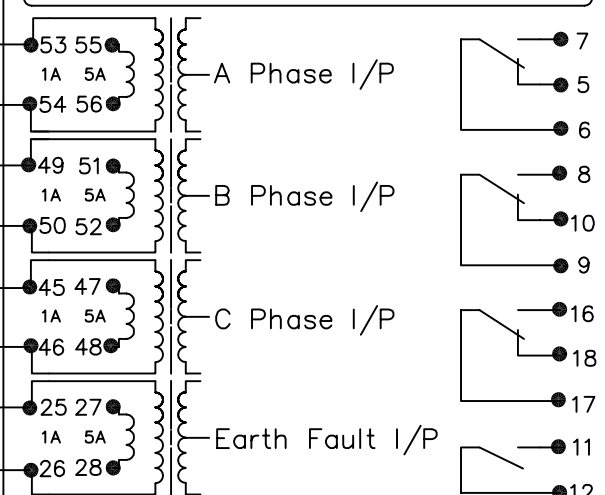 53 55
1A 5A
54 56
A Phase I/P
7
5
6
49 51
1A 5A
50 52
B Phase I/P
8
10
9
45 47
1A 5A
46 48
C Phase I/P
16
18
17
25 27
1A 5A
26 28
Earth Fault I/P
11
12